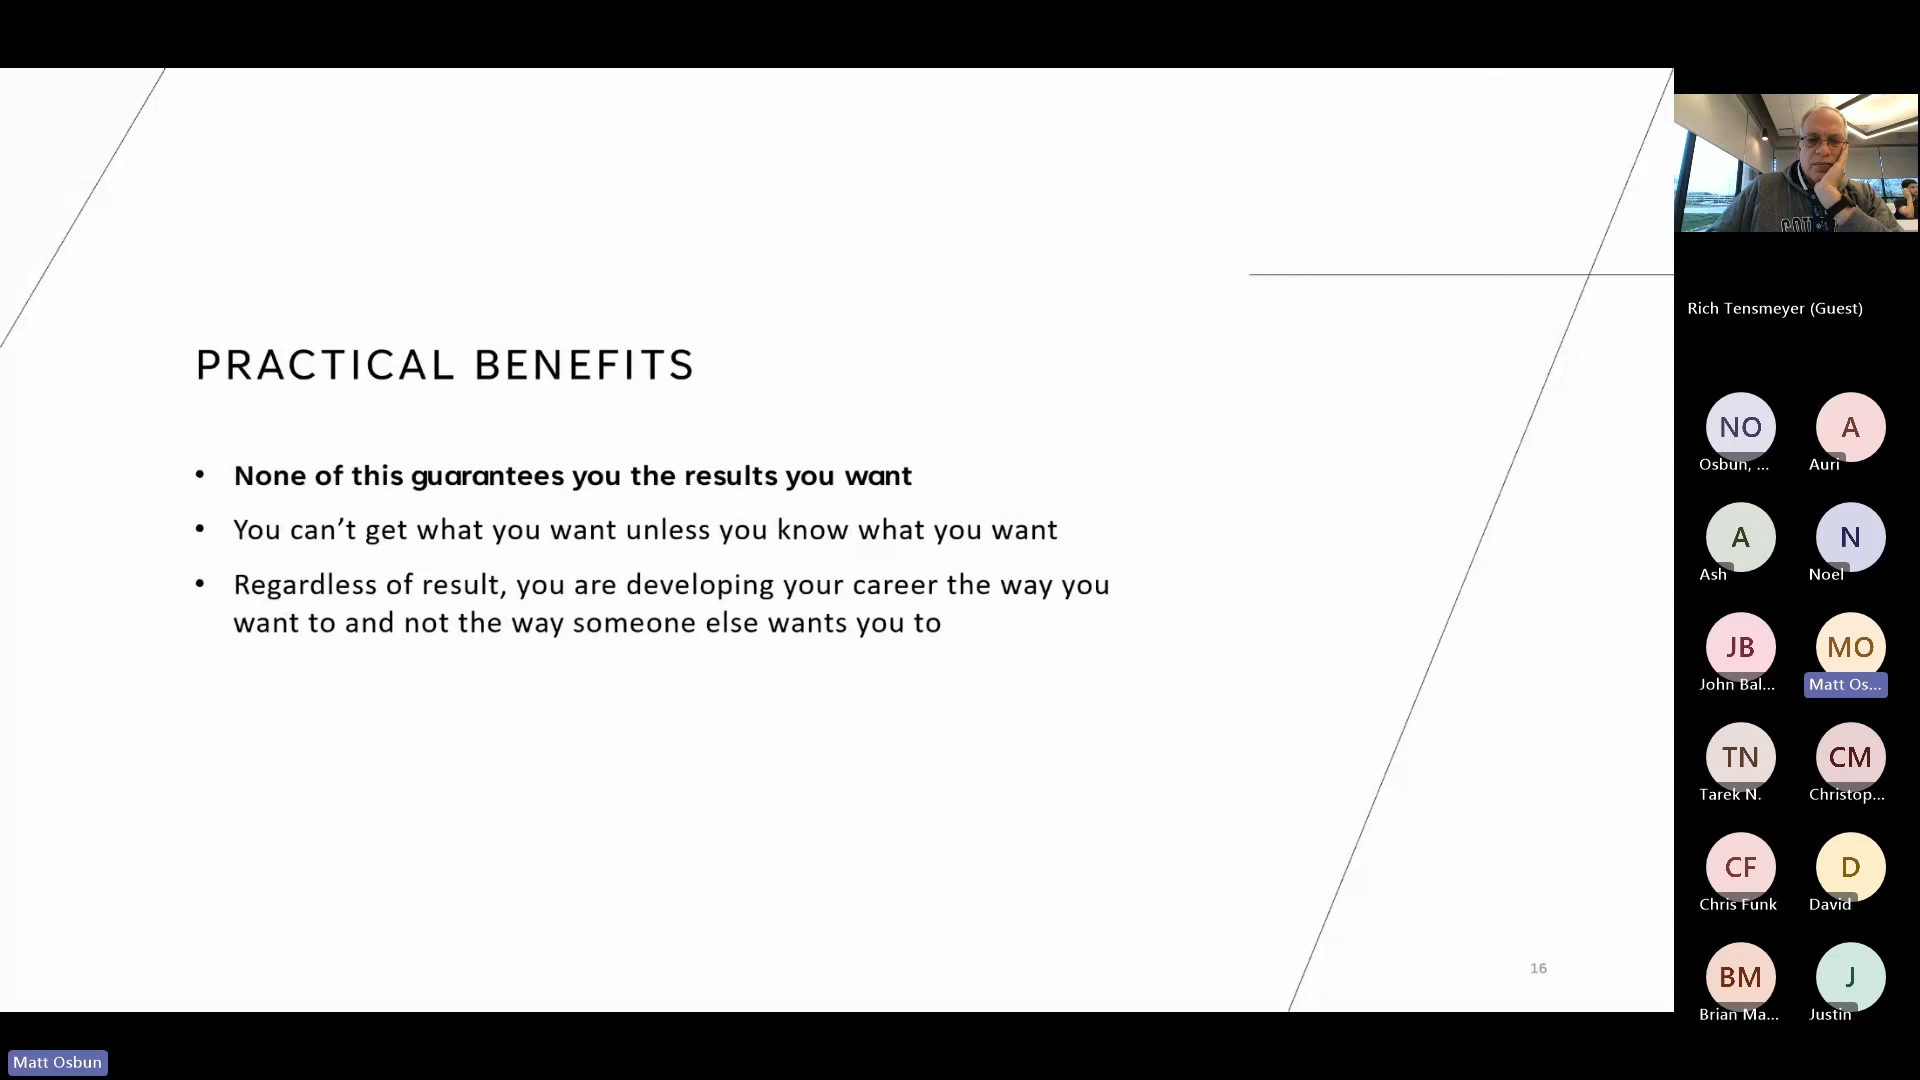 PRACTICAL BENEFITS
• None of this guarantees you the results you want
• You can’t get what you want unless you know what you want
• Regardless of result, you are developing your career the way you
want to and not the way someone else wants you to
16
Rich Tensmeyer (Guest)
NO
A
Osbun, ...
Auri
A
N
Ash
Noel
JB
MO
John Bal...
Matt Os...
TN
CM
Tarek N.
Christop...
CF
D
Chris Funk
David
BM
J
Brian Ma...
Justin
Matt Osbun